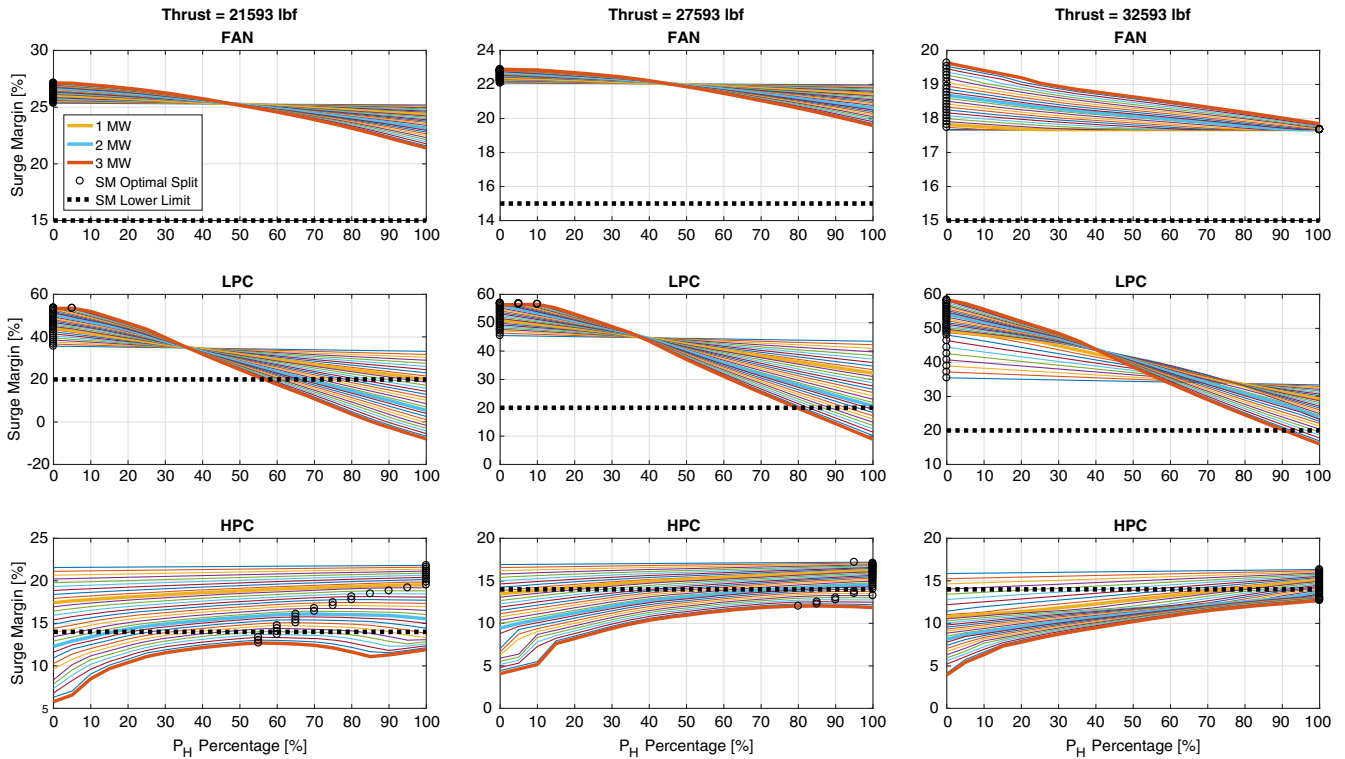 Thrust = 21593 lbf
Thrust = 27593 lbf
Thrust = 32593 lbf
FAN
FAN
FAN
Surge Margin [%]
30
25
20
15
0 10 20 30 40 50 60 70 80 90 100
1 MW
2 MW
3 MW
SM Optimal Split
SM Lower Limit
24
22
20
18
16
14
0 10 20 30 40 50 60 70 80 90 100
20
19
18
17
16
15
0 10 20 30 40 50 60 70 80 90 100
LPC
LPC
LPC
Surge Margin [%]
60
40
20
0
-20
0 10 20 30 40 50 60 70 80 90 100
60
50
40
30
20
10
0
0 10 20 30 40 50 60 70 80 90 100
60
50
40
30
20
10
0 10 20 30 40 50 60 70 80 90 100
HPC
HPC
HPC
Surge Margin [%]
25
20
15
10
5
0 10 20 30 40 50 60 70 80 90 100
20
15
10
5
0
0 10 20 30 40 50 60 70 80 90 100
20
15
10
5
0
0 10 20 30 40 50 60 70 80 90 100
P_H Percentage [%]
P_H Percentage [%]
P_H Percentage [%]